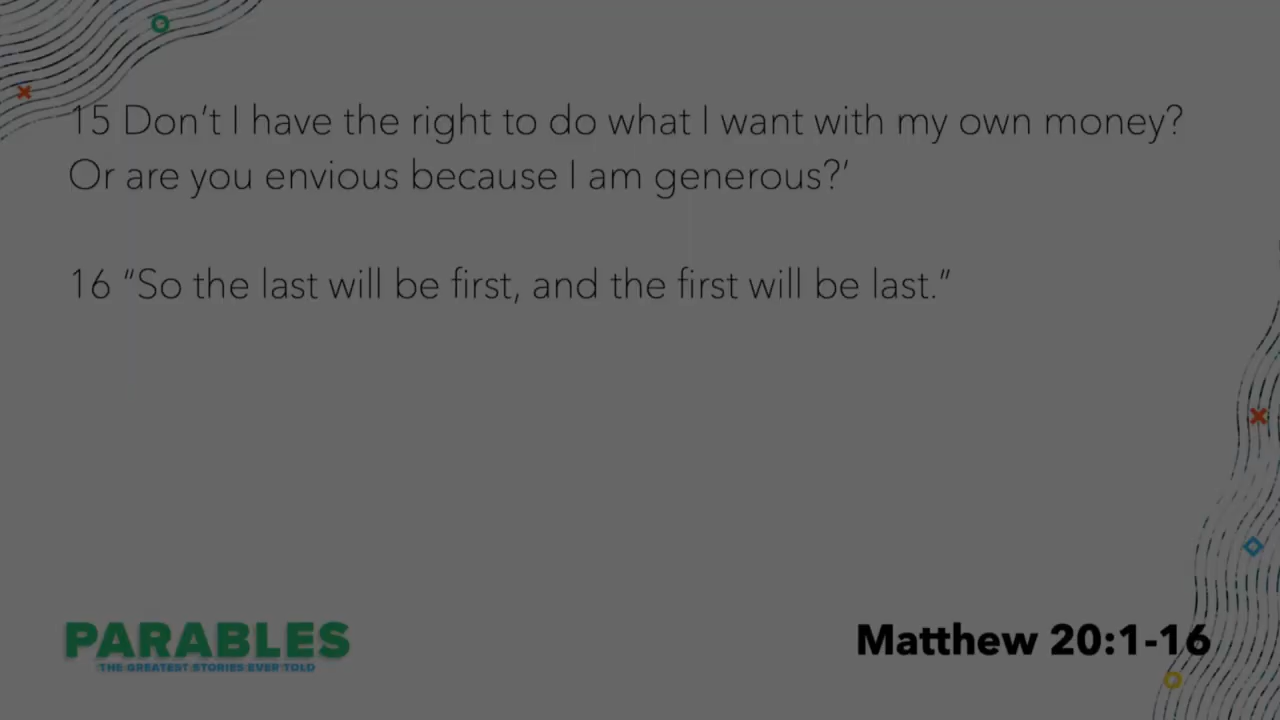 15 Don’t I have the right to do what I want with my own money?
Or are you envious because I am generous?’
16 “So the last will be first, and the first will be last.”
PARABLES
THE GREATEST STORIES EVER TOLD
Matthew 20:1-16